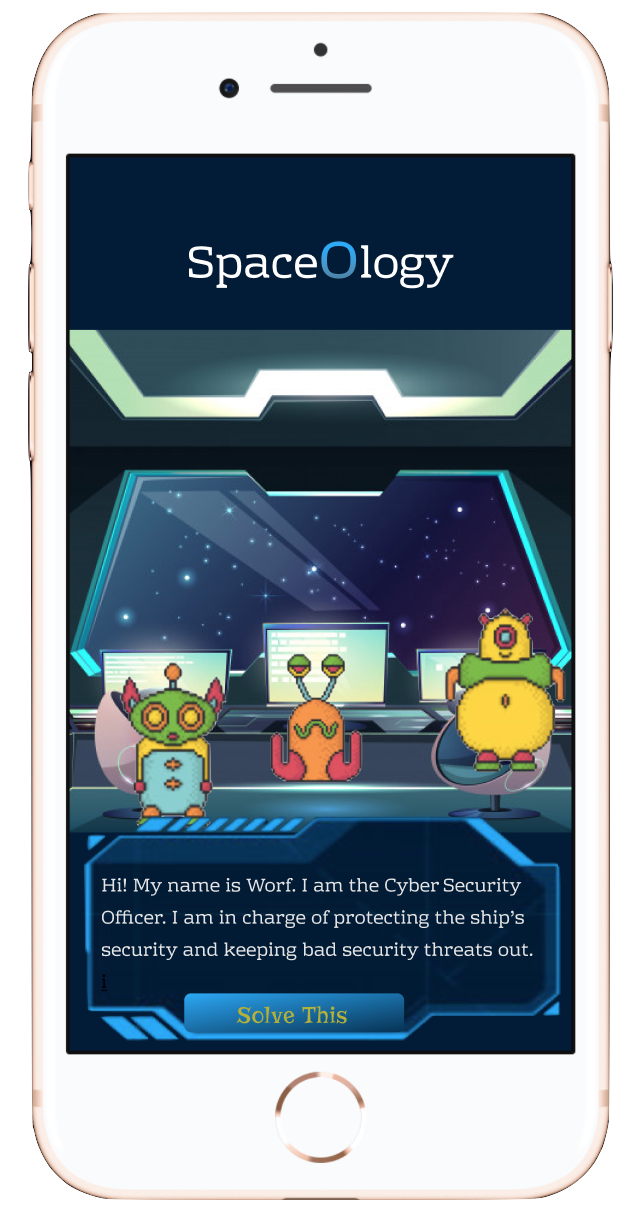 SpaceOlogy
Hi! My name is Worf. I am the Cyber Security
Officer. I am in charge of protecting the ship's
security and keeping bad security threats out.
i
Solve This